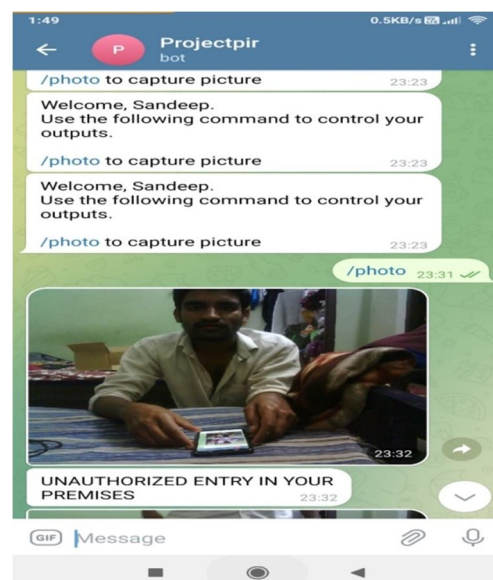 1:49 0.5KB/s
P Projectpir
bot
/photo to capture picture 23:23
Welcome, Sandeep.
Use the following command to control your
outputs.
/photo to capture picture 23:23
Welcome, Sandeep.
Use the following command to control your
outputs.
/photo to capture picture 23:23
/photo 23:31
23:32
UNAUTHORIZED ENTRY IN YOUR
PREMISES 23:32
GIF Message